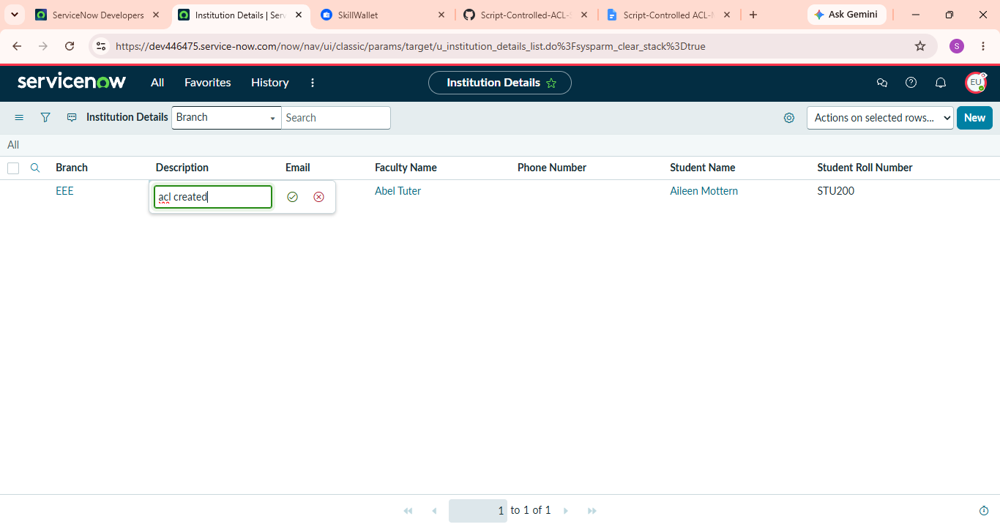 ServiceNow Developers
Institution Details | Serv
SkillWallet
Script-Controlled-ACL-S
Script-Controlled ACL-N
Ask Gemini
https://dev446475.service-now.com/now/nav/ui/classic/params/target/u_institution_details_list.do%3Fsysparm_clear_stack%3Dtrue
S
servicenow
All
Favorites
History
Institution Details
EU
Institution Details
Branch
Search
Actions on selected rows...
New
All
Branch
Description
Email
Faculty Name
Phone Number
Student Name
Student Roll Number
EEE
acl created
Abel Tuter
Aileen Mottern
STU200
1 to 1 of 1